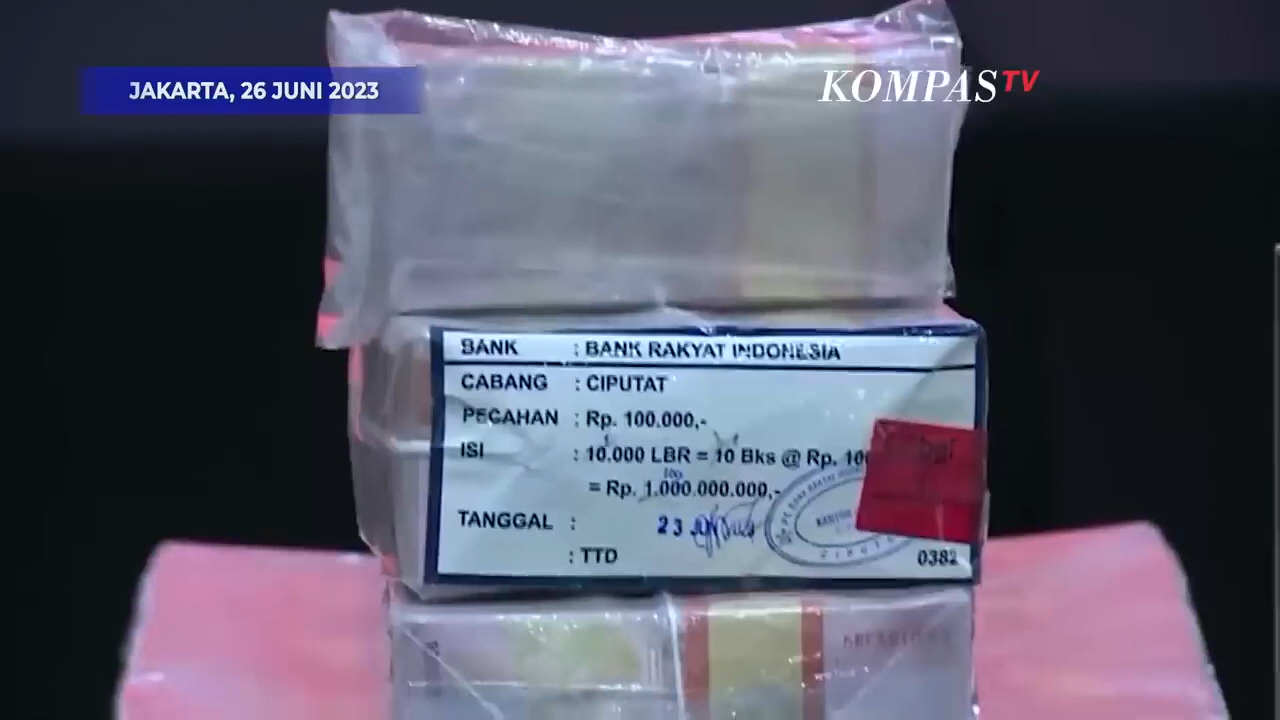 JAKARTA, 26 JUNI 2023
KOMPAS TV
BANK : BANK RAKYAT INDONESIA
CABANG : CIPUTAT
PECAHAN : Rp. 100.000,-
ISI : 10.000 LBR = 10 Bks @ Rp. 10
= Rp. 1.000.000.000,-
100
TANGGAL : 23
: TTD
0382